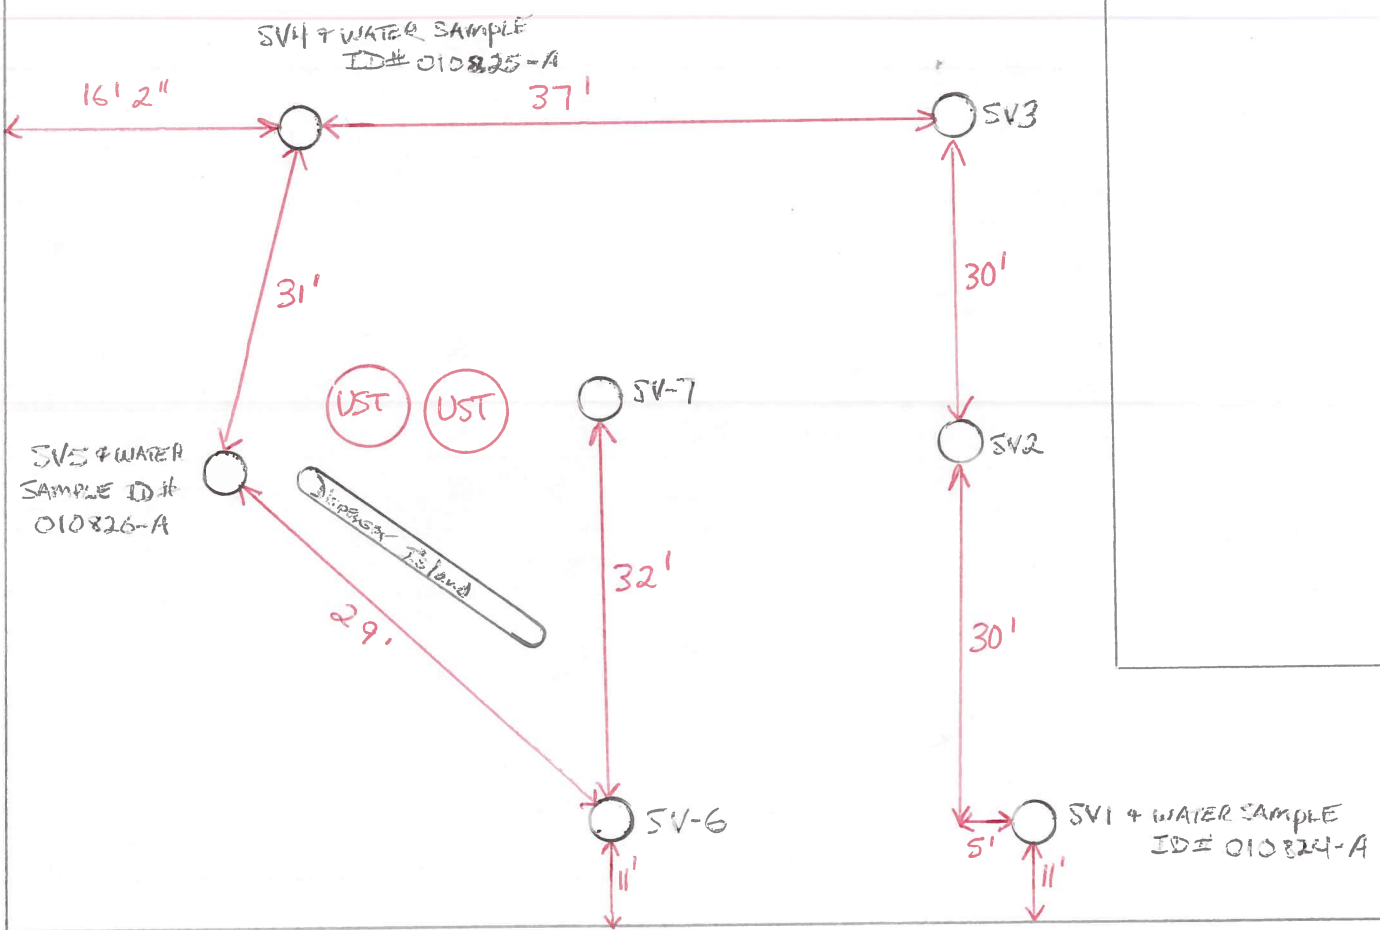 SV4 & WATER SAMPLE
ID# 010825-A
16' 2"
37'
SV3
31'
30'
UST
UST
SV-7
SV2
SV5 & WATER
SAMPLE ID#
010826-A
Dispenser Island
32'
29'
30'
SV-6
SV1 & WATER SAMPLE
ID# 010824-A
5'
11'
11'